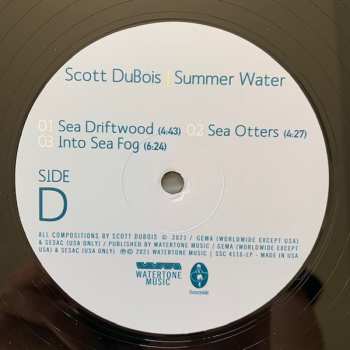 Scott DuBois || Summer Water
01 Sea Driftwood (4:43) 02 Sea Otters (4:27)
03 Into Sea Fog (6:24)
SIDE
D
ALL COMPOSITIONS BY SCOTT DUBOIS © 2021 / GEMA (WORLDWIDE EXCEPT USA)
& SESAC (USA ONLY) / PUBLISHED BY WATERTONE MUSIC / GEMA (WORLDWIDE EXCEPT
USA) & SESAC (USA ONLY) ℗ © 2021 WATERTONE MUSIC | SSC 4116-LP - MADE IN USA
WATERTONE
MUSIC